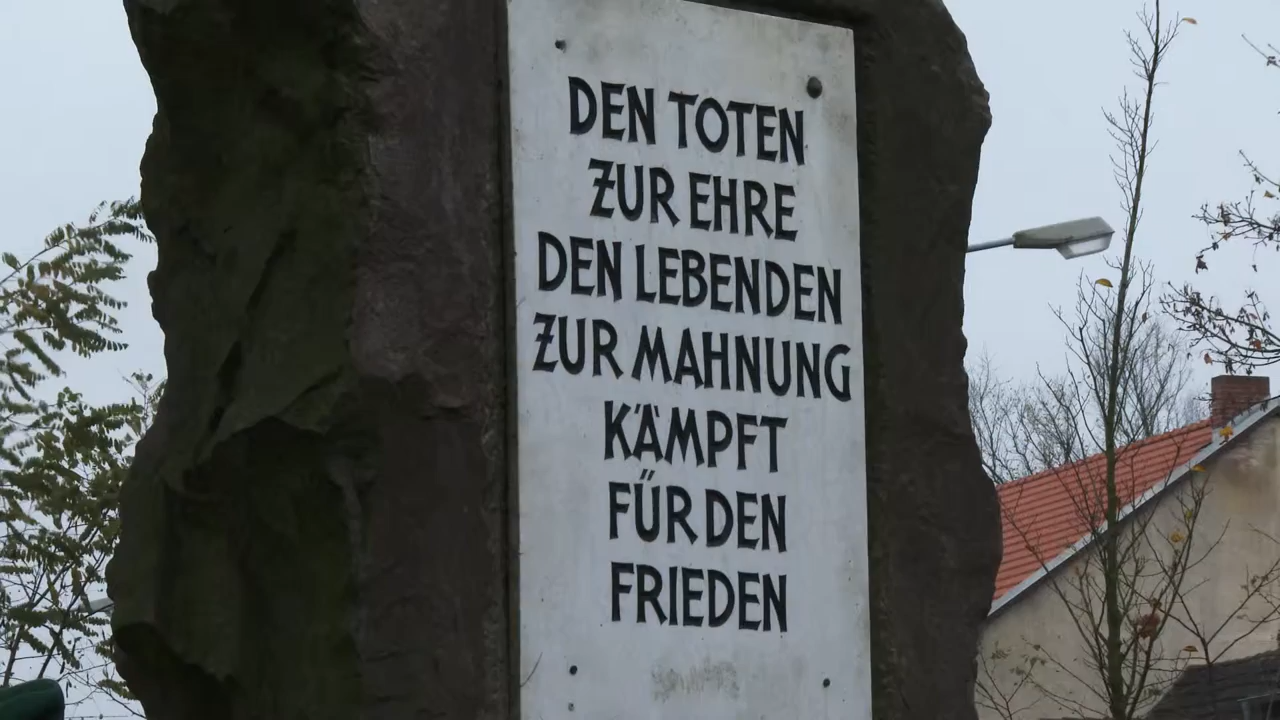 DEN TOTEN
ZUR EHRE
DEN LEBENDEN
ZUR MAHNUNG
KÄMPFT
FÜR DEN
FRIEDEN